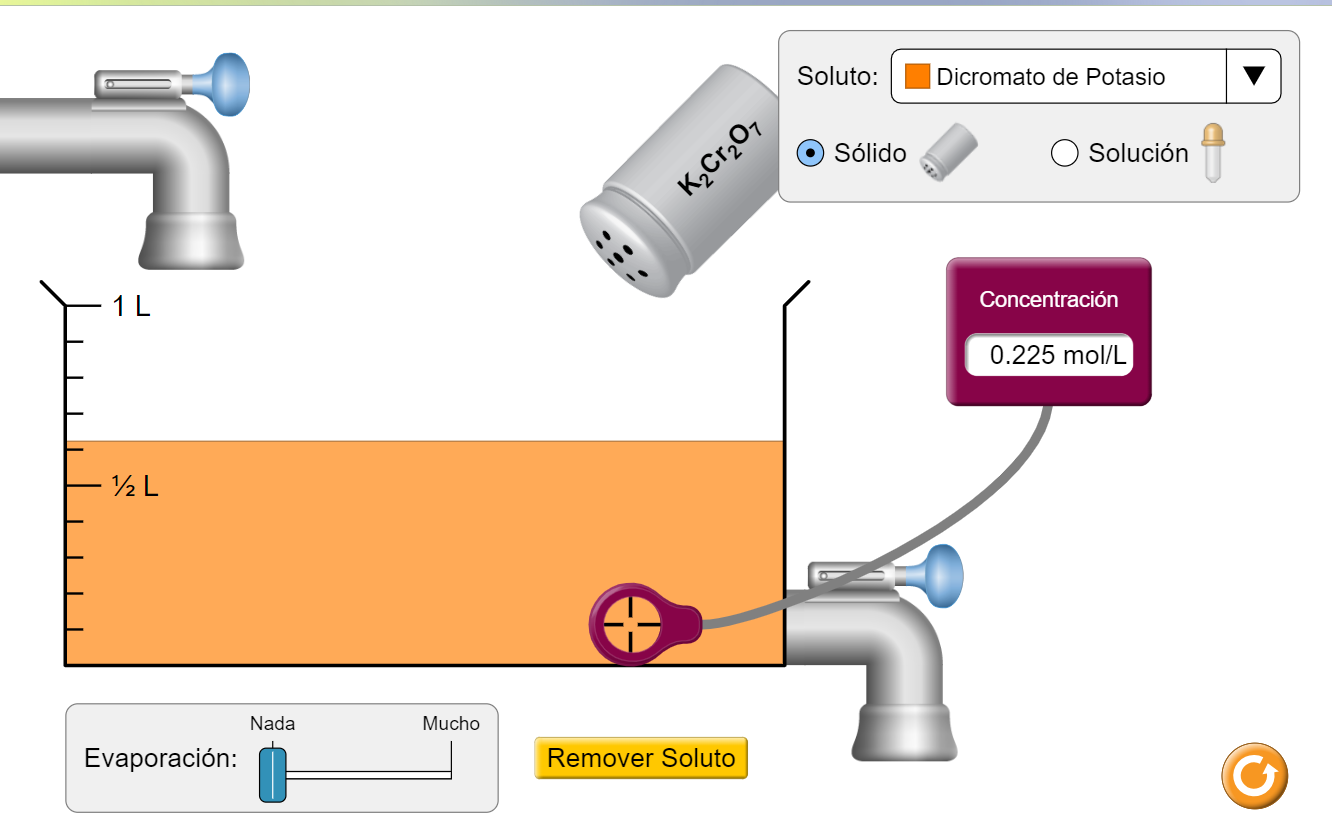 Soluto: Dicromato de Potasio
K2Cr2O7
Sólido Solución
1 L
Concentración
0.225 mol/L
½ L
Nada Mucho
Evaporación:
Remover Soluto